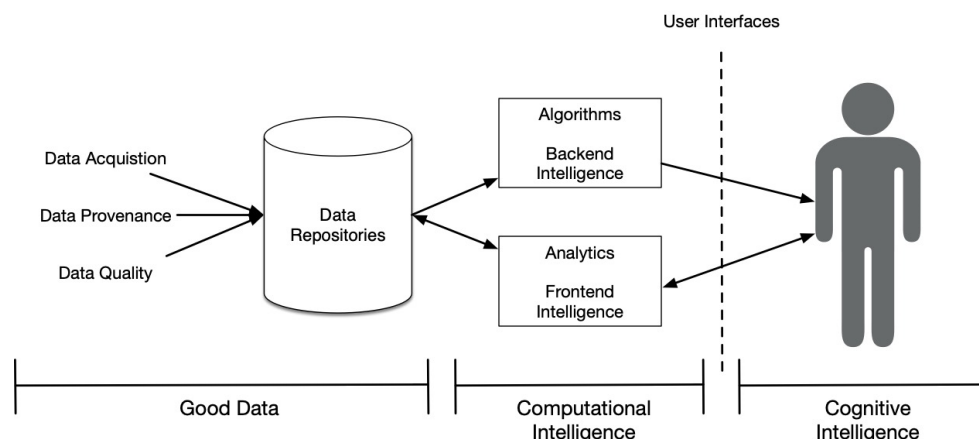 User Interfaces
Data Acquistion
Data Provenance
Data Quality
Data
Repositories
Algorithms
Backend
Intelligence
Analytics
Frontend
Intelligence
Good Data
Computational
Intelligence
Cognitive
Intelligence